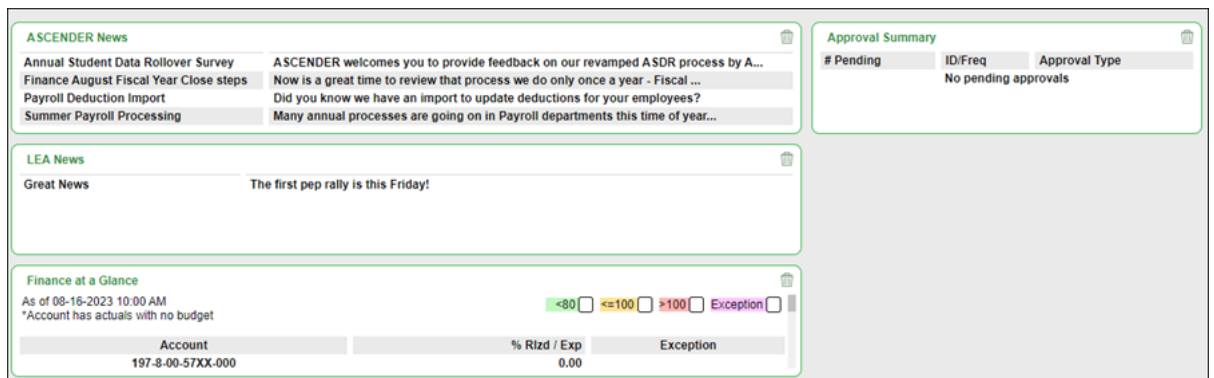 ASCENDER News
Annual Student Data Rollover Survey ASCENDER welcomes you to provide feedback on our revamped ASDR process by A...
Finance August Fiscal Year Close steps Now is a great time to review that process we do only once a year - Fiscal ...
Payroll Deduction Import Did you know we have an import to update deductions for your employees?
Summer Payroll Processing Many annual processes are going on in Payroll departments this time of year...
Approval Summary
# Pending ID/Freq Approval Type
No pending approvals
LEA News
Great News The first pep rally is this Friday!
Finance at a Glance
As of 08-16-2023 10:00 AM
<80 <=100 >100 Exception
*Account has actuals with no budget
Account % Rlzd / Exp Exception
197-8-00-57XX-000 0.00